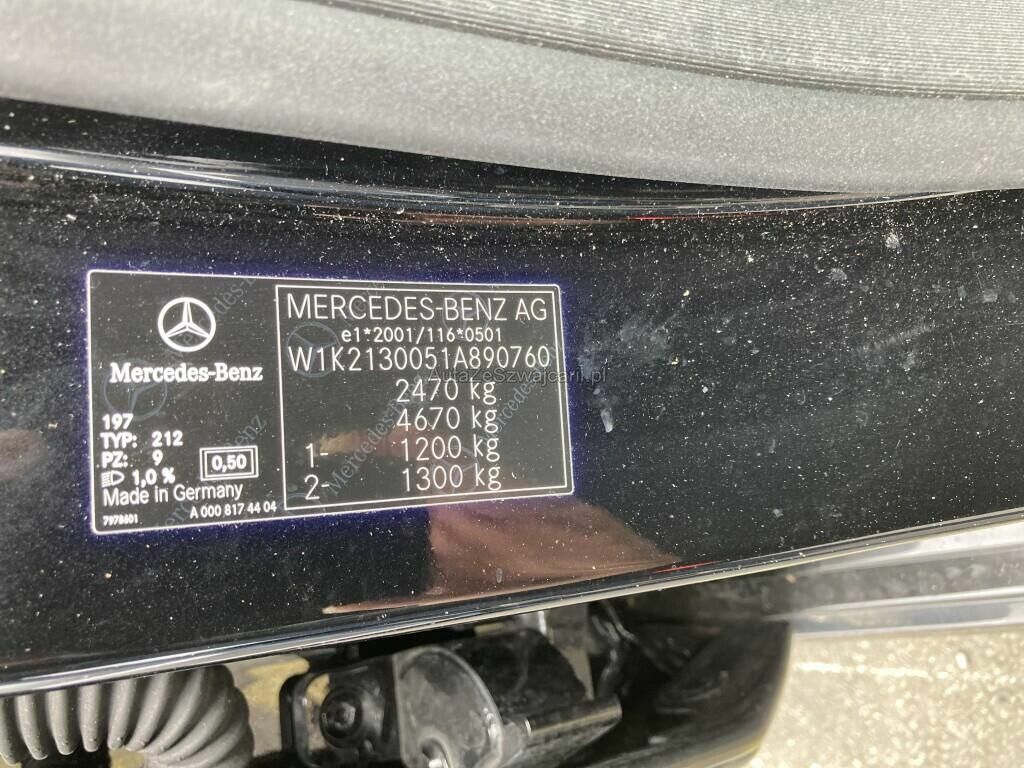 Mercedes-Benz
197
TYP: 212
PZ: 9
1,0 %
0,50
Made in Germany
7978601
A 000 817 44 04
MERCEDES-BENZ AG
e1*2001/116*0501
W1K2130051A890760
AutaZeSzwajcarii.pl
2470 kg
4670 kg
1- 1200 kg
2- 1300 kg